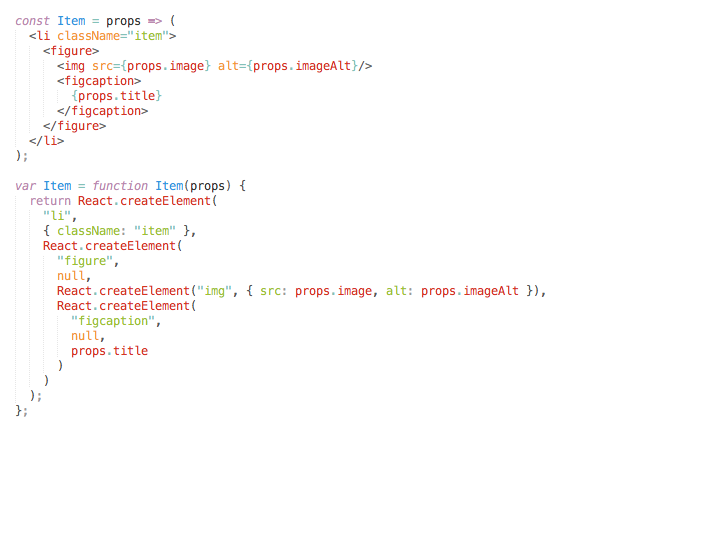 const Item = props => (
  <li className="item">
    <figure>
      <img src={props.image} alt={props.imageAlt}/>
      <figcaption>
        {props.title}
      </figcaption>
    </figure>
  </li>
);

var Item = function Item(props) {
  return React.createElement(
    "li",
    { className: "item" },
    React.createElement(
      "figure",
      null,
      React.createElement("img", { src: props.image, alt: props.imageAlt }),
      React.createElement(
        "figcaption",
        null,
        props.title
      )
    )
  );
};